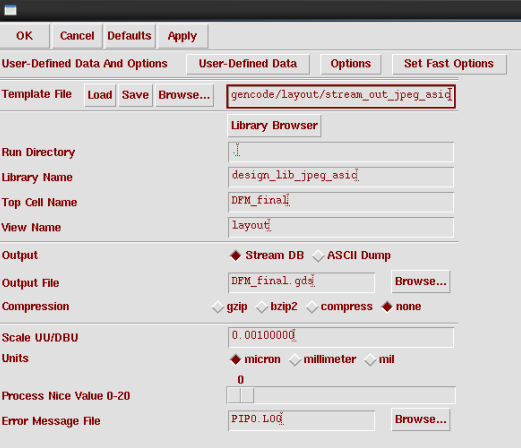 OK Cancel Defaults Apply
User-Defined Data And Options User-Defined Data Options Set Fast Options
Template File Load Save Browse... gencode/layout/stream_out_jpeg_asic
Library Browser
Run Directory .
Library Name design_lib_jpeg_asic
Top Cell Name DFM_final
View Name layout
Output Stream DB ASCII Dump
Output File DFM_final.gds Browse...
Compression gzip bzip2 compress none
Scale UU/DBU 0.00100000
Units micron millimeter mil
0
Process Nice Value 0-20
Error Message File PIPO.LOG Browse...